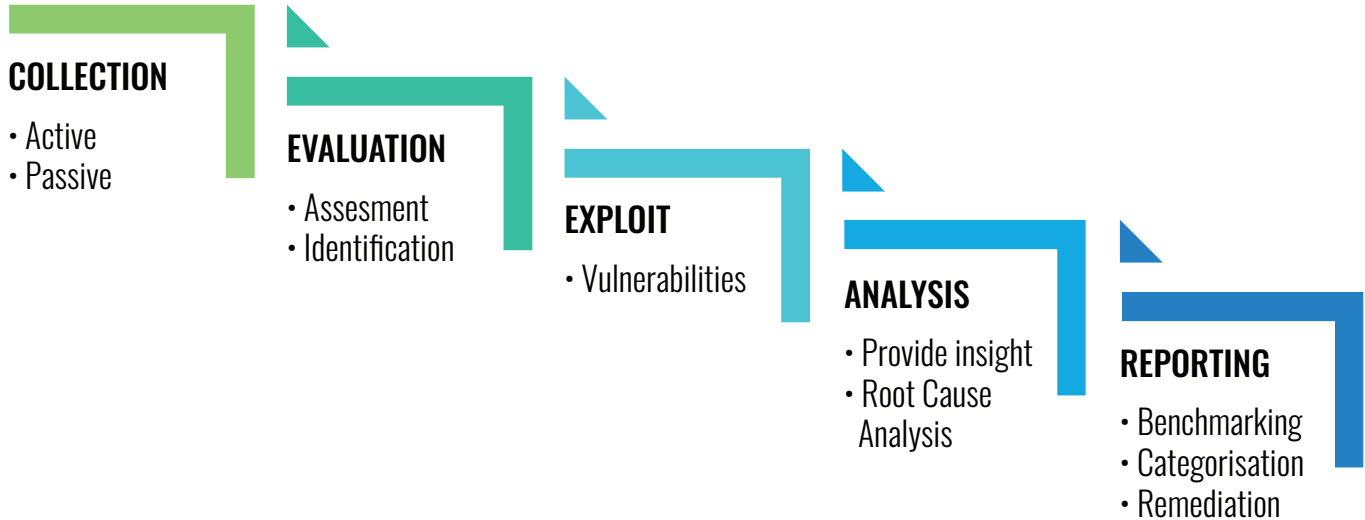 COLLECTION
• Active
• Passive
EVALUATION
• Assesment
• Identification
EXPLOIT
• Vulnerabilities
ANALYSIS
• Provide insight
• Root Cause
Analysis
REPORTING
• Benchmarking
• Categorisation
• Remediation